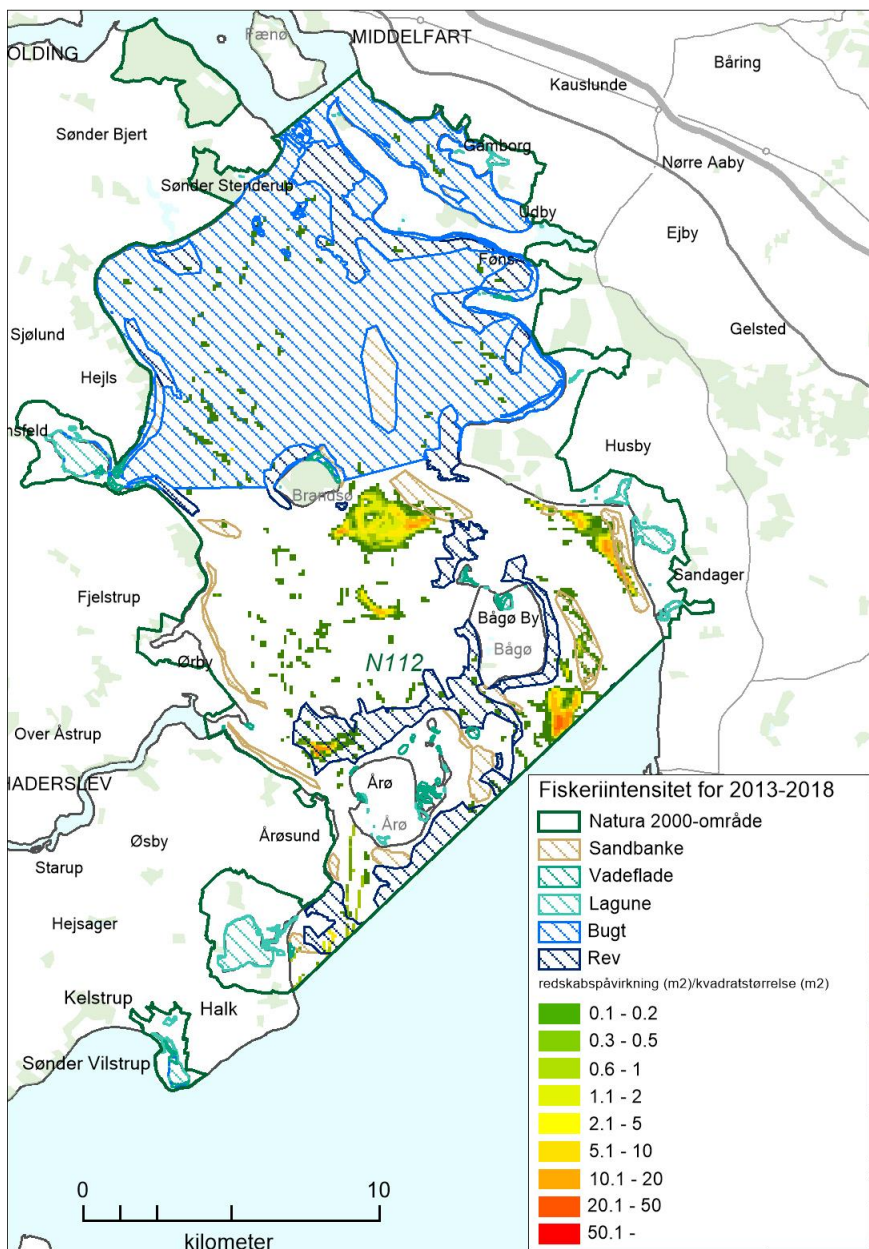 Fænø
MIDDELFART
OLDING
Båring
Kauslunde
Sønder Bjert
Gamborg
Nørre Aaby
Sønder Stenderup
Udby
Ejby
Føns
Gelsted
Sjølund
Hejls
nsfeld
Husby
Brandsø
Sandager
Fjelstrup
Bågø By
Bågø
N112
Ørby
Over Åstrup
HADERSLEV
Årø
Årø
Årøsund
Øsby
Starup
Hejsager
Kelstrup
Halk
Sønder Vilstrup
0 10
kilometer
Fiskeriintensitet for 2013-2018
Natura 2000-område
Sandbanke
Vadeflade
Lagune
Bugt
Rev
redskabspåvirkning (m2)/kvadratstørrelse (m2)
0.1 - 0.2
0.3 - 0.5
0.6 - 1
1.1 - 2
2.1 - 5
5.1 - 10
10.1 - 20
20.1 - 50
50.1 -